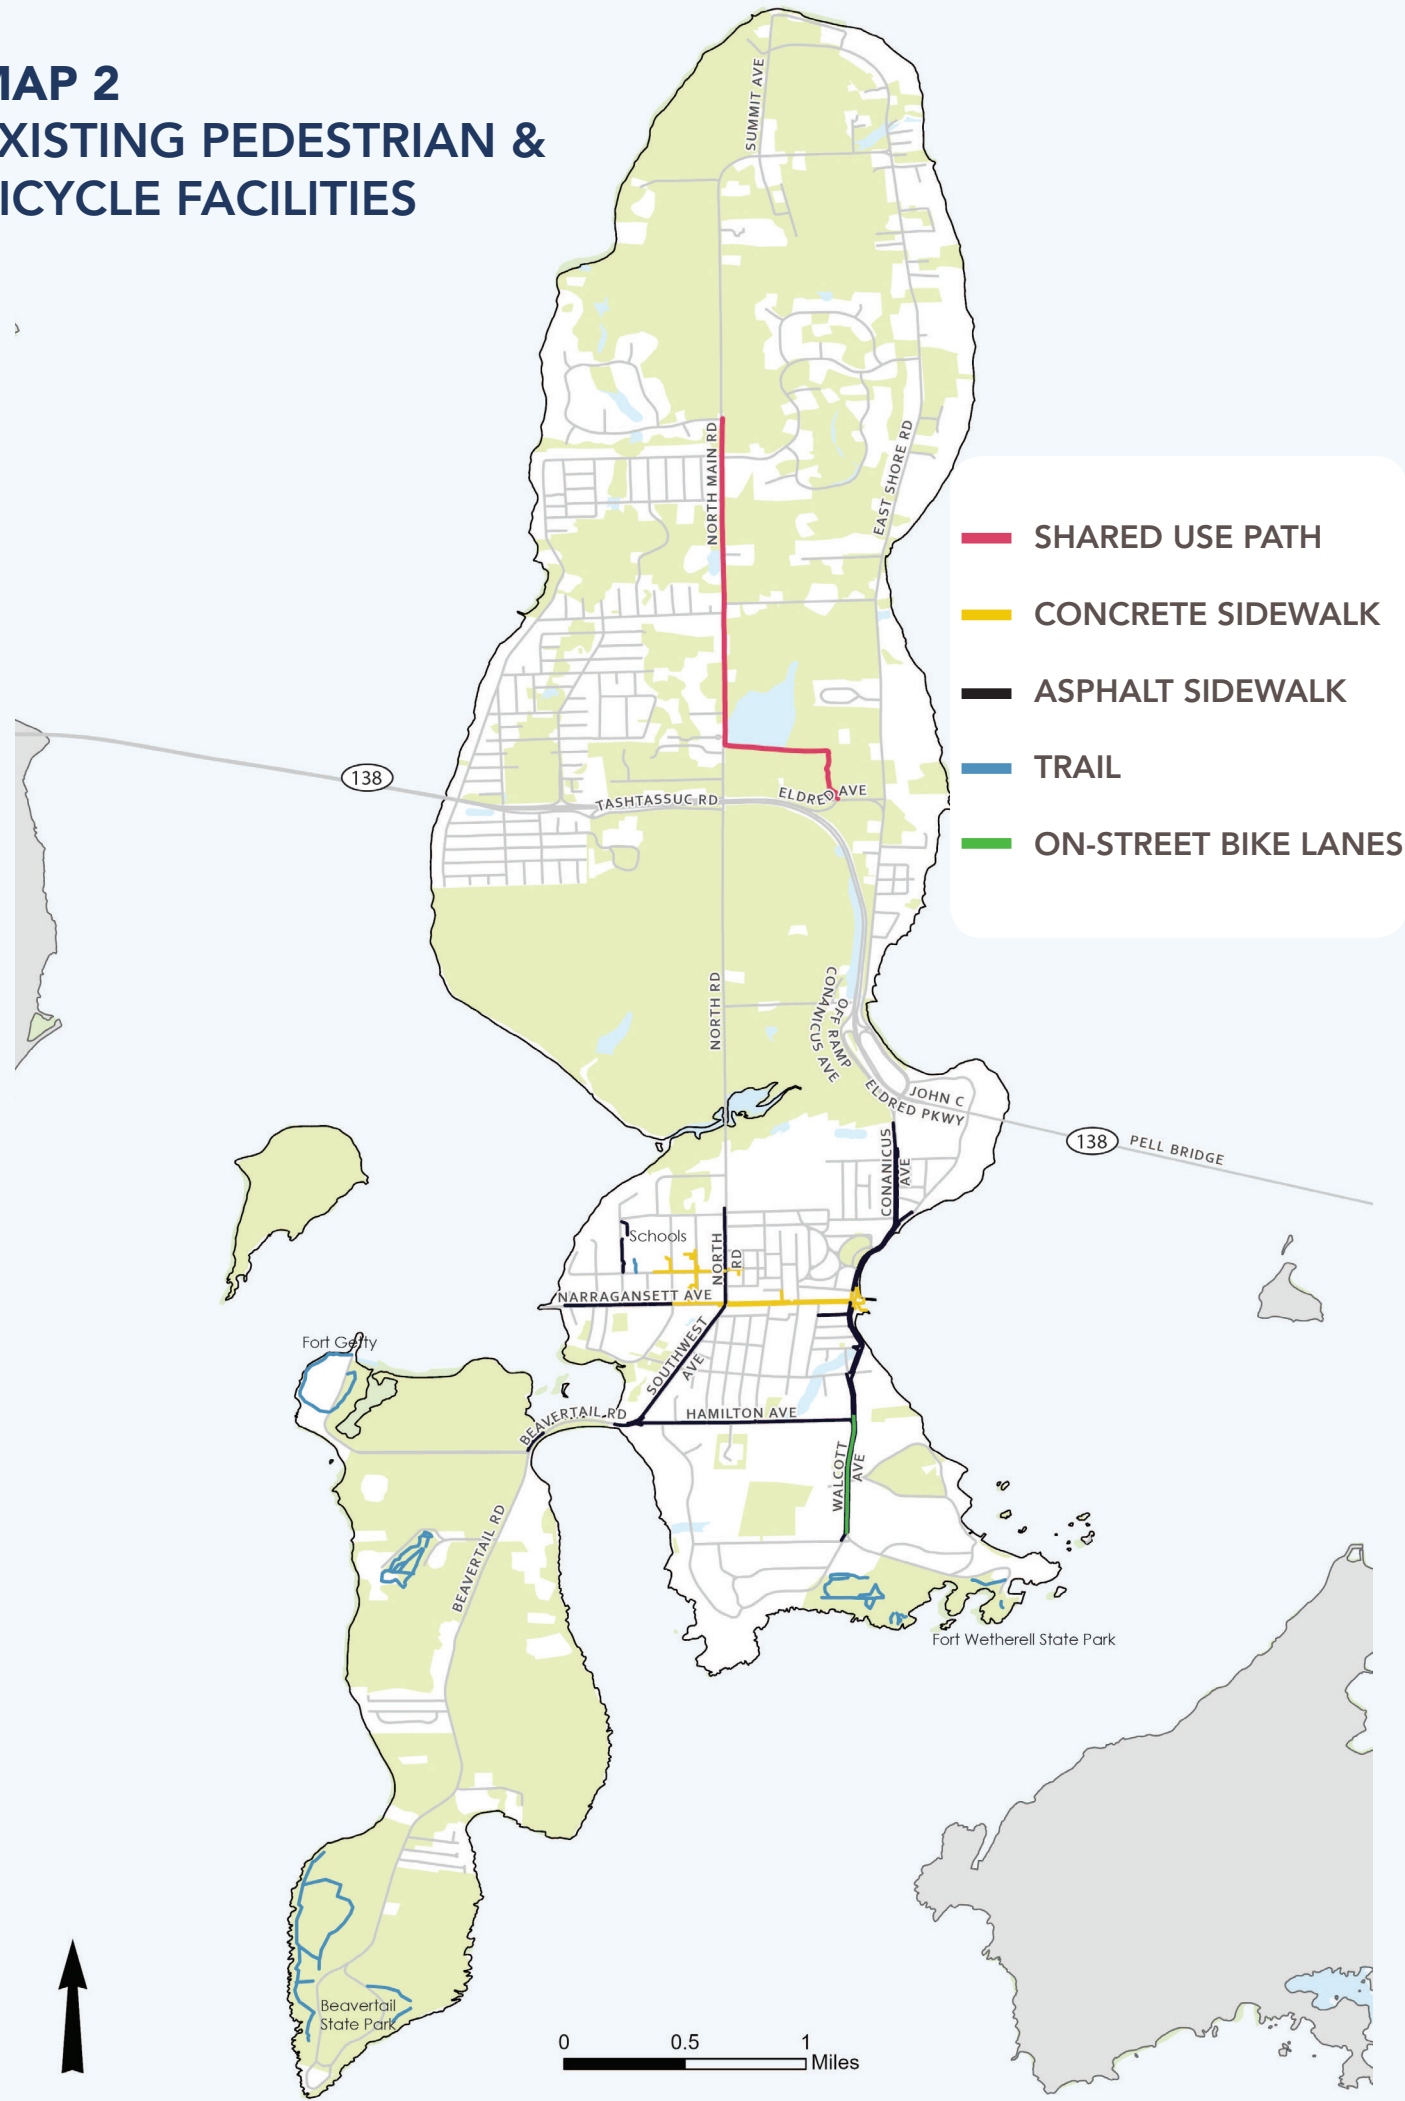 MAP 2
XISTING PEDESTRIAN &
ICYCLE FACILITIES
SUMMIT AVE
NORTH MAIN RD
EAST SHORE RD
SHARED USE PATH
CONCRETE SIDEWALK
ASPHALT SIDEWALK
TRAIL
ON-STREET BIKE LANES
138
TASHTASSUC RD
ELDRED AVE
NORTH RD
CONANICUS AVE
OFF RAMP
JOHN C
ELDRED PKWY
138
PELL BRIDGE
CONANICUS
AVE
Schools
NORTH
RD
NARRAGANSETT AVE
Fort Getty
SOUTHWEST
AVE
BEAVERTAIL RD
HAMILTON AVE
WALCOTT
AVE
BEAVERTAIL RD
Fort Wetherell State Park
Beavertail
State Park
0 0.5 1
Miles